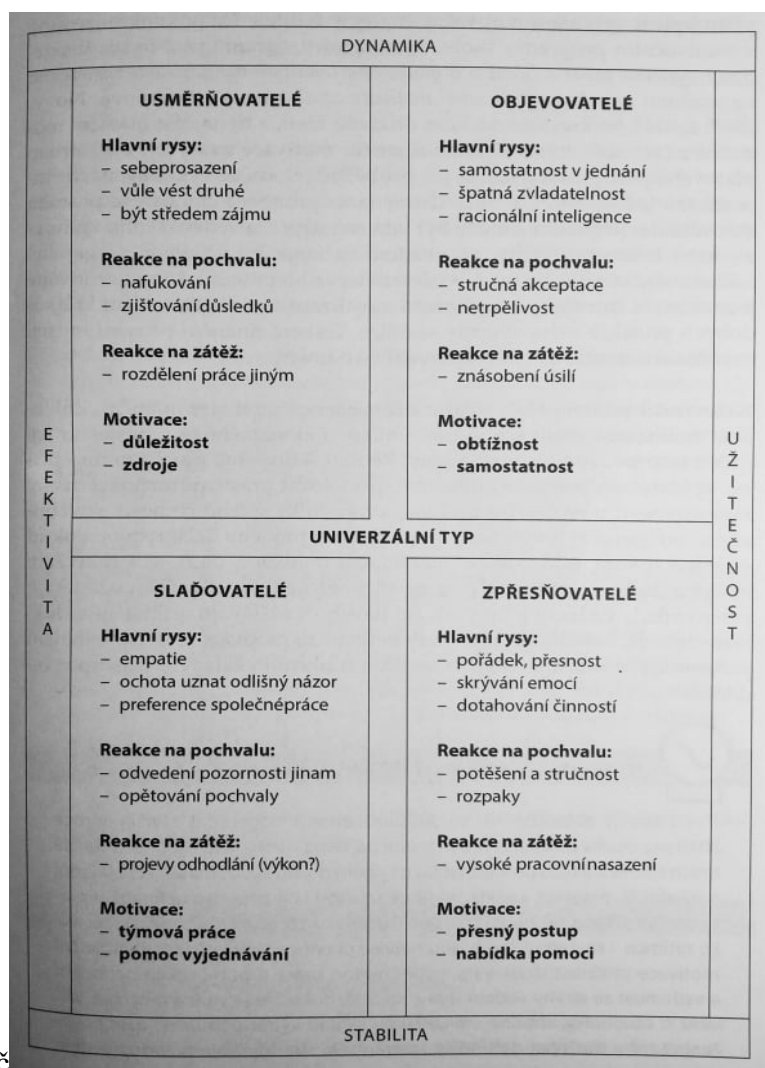 DYNAMIKA
USMĚRŇOVATELÉ
Hlavní rysy:
– sebeprosazení
– vůle vést druhé
– být středem zájmu
Reakce na pochvalu:
– nafukování
– zjišťování důsledků
Reakce na zátěž:
– rozdělení práce jiným
Motivace:
– důležitost
– zdroje
OBJEVOVATELÉ
Hlavní rysy:
– samostatnost v jednání
– špatná zvladatelnost
– racionální inteligence
Reakce na pochvalu:
– stručná akceptace
– netrpělivost
Reakce na zátěž:
– znásobení úsilí
Motivace:
– obtížnost
– samostatnost
EFEKTIVITA
UŽITEČNOST
UNIVERZÁLNÍ TYP
SLAĎOVATELÉ
Hlavní rysy:
– empatie
– ochota uznat odlišný názor
– preference společnépráce
Reakce na pochvalu:
– odvedení pozornosti jinam
– opětování pochvaly
Reakce na zátěž:
– projevy odhodlání (výkon?)
Motivace:
– týmová práce
– pomoc vyjednávání
ZPŘESŇOVATELÉ
Hlavní rysy:
– pořádek, přesnost
– skrývání emocí
– dotahování činností
Reakce na pochvalu:
– potěšení a stručnost
– rozpaky
Reakce na zátěž:
– vysoké pracovní nasazení
Motivace:
– přesný postup
– nabídka pomoci
STABILITA
č